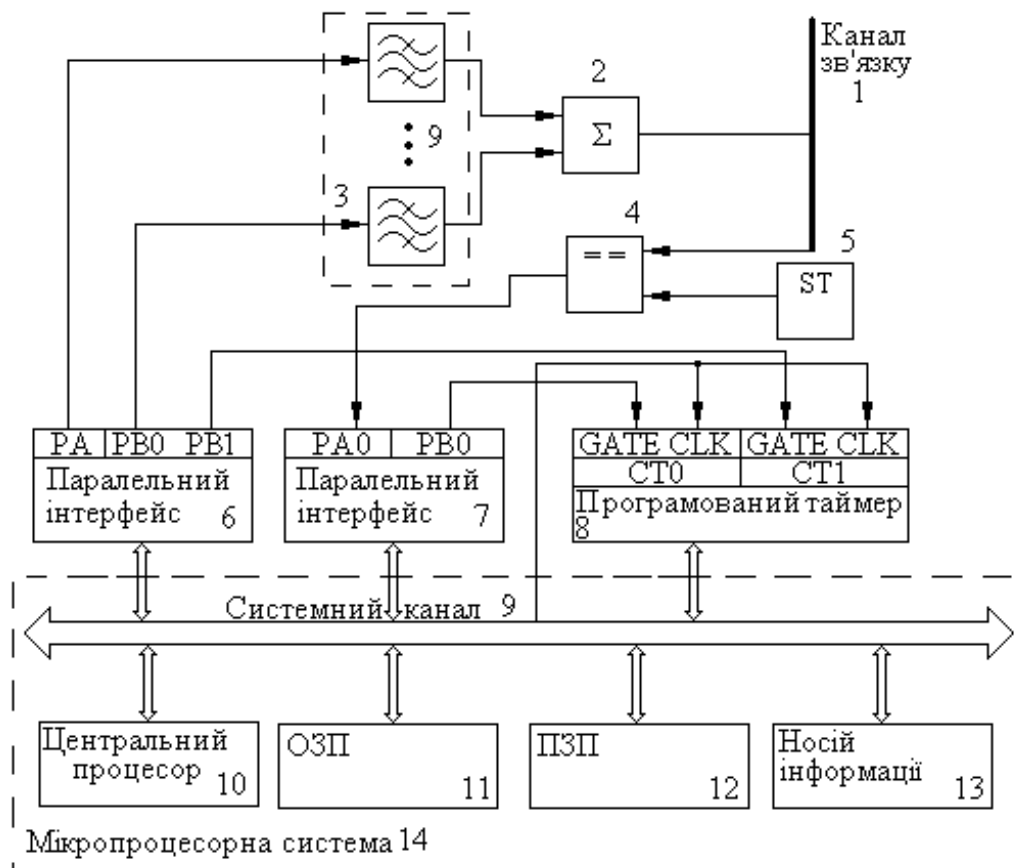 Канал
зв'язку
1
2
Σ
9
3
4
==
5
ST
PA PB0 PB1
Паралельний
інтерфейс 6
PA0 PB0
Паралельний
інтерфейс 7
GATE CLK GATE CLK
CT0 CT1
Програмований таймер
8
Системний канал 9
Центральний
процесор 10
ОЗП
11
ПЗП
12
Носій
інформації 13
Мікропроцесорна система 14